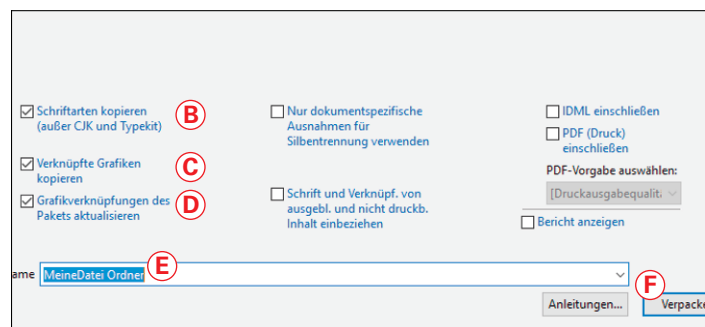 Schriftarten kopieren
(außer CJK und Typekit)
B
Verknüpfte Grafiken
kopieren
C
Grafikverknüpfungen des
Pakets aktualisieren
D
Nur dokumentspezifische
Ausnahmen für
Silbentrennung verwenden
Schrift und Verknüpf. von
ausgebl. und nicht druckb.
Inhalt einbeziehen
IDML einschließen
PDF (Druck)
einschließen
PDF-Vorgabe auswählen:
[Druckausgabequalit
Bericht anzeigen
ame MeineDatei Ordner E
F
Anleitungen... Verpacke